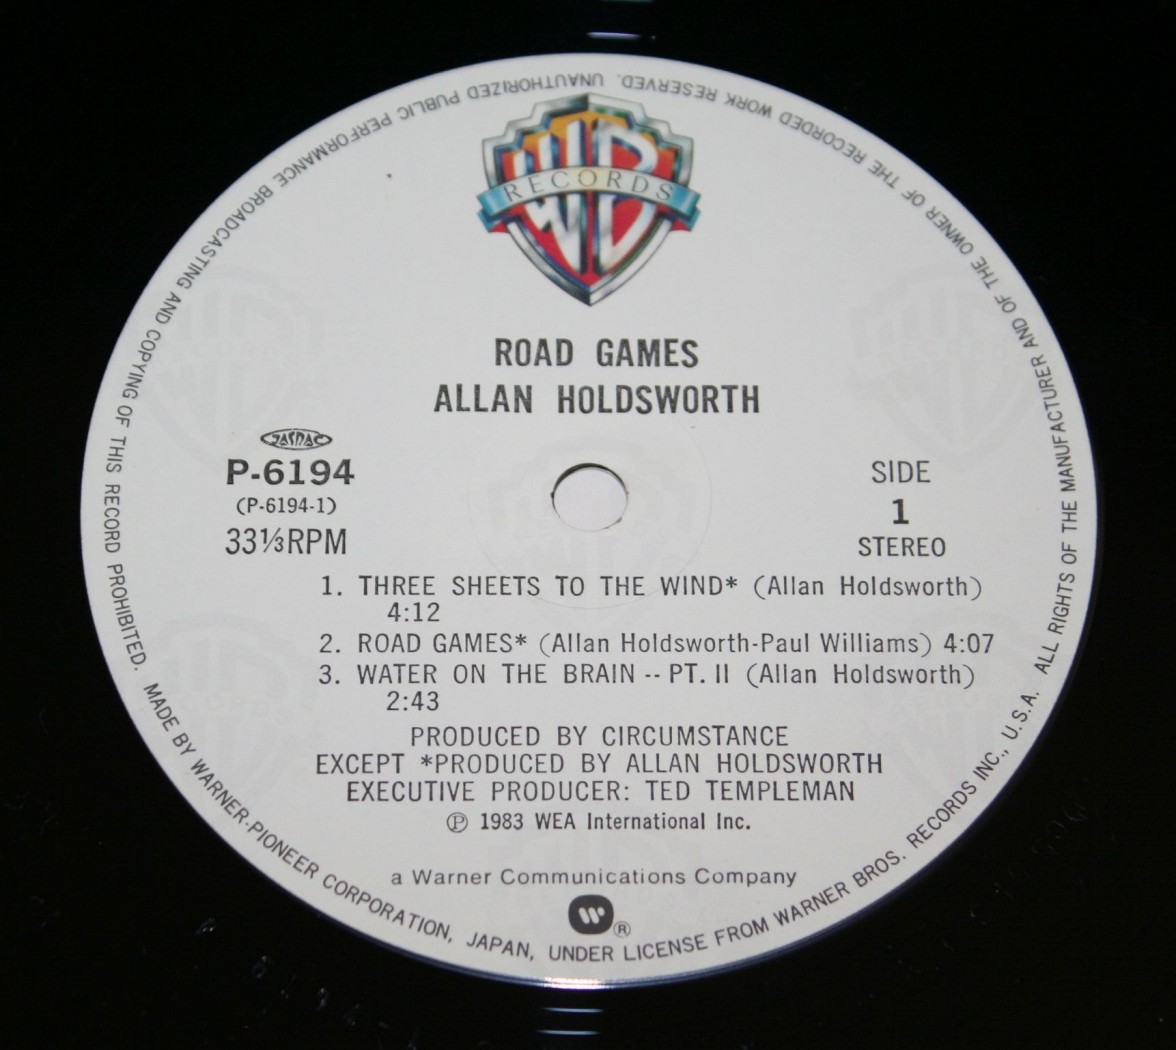 WB
RECORDS
ROAD GAMES
ALLAN HOLDSWORTH
JASRAC
P-6194
(P-6194-1)
33⅓RPM
SIDE
1
STEREO
1. THREE SHEETS TO THE WIND* (Allan Holdsworth)
4:12
2. ROAD GAMES* (Allan Holdsworth-Paul Williams) 4:07
3. WATER ON THE BRAIN -- PT. II (Allan Holdsworth)
2:43
PRODUCED BY CIRCUMSTANCE
EXCEPT *PRODUCED BY ALLAN HOLDSWORTH
EXECUTIVE PRODUCER: TED TEMPLEMAN
Ⓟ 1983 WEA International Inc.
a Warner Communications Company
W®
MADE BY WARNER-PIONEER CORPORATION, JAPAN, UNDER LICENSE FROM WARNER BROS. RECORDS INC., U.S.A. ALL RIGHTS OF THE MANUFACTURER AND OF THE OWNER OF THE RECORDED WORK RESERVED. UNAUTHORIZED PUBLIC PERFORMANCE BROADCASTING AND COPYING OF THIS RECORD PROHIBITED.